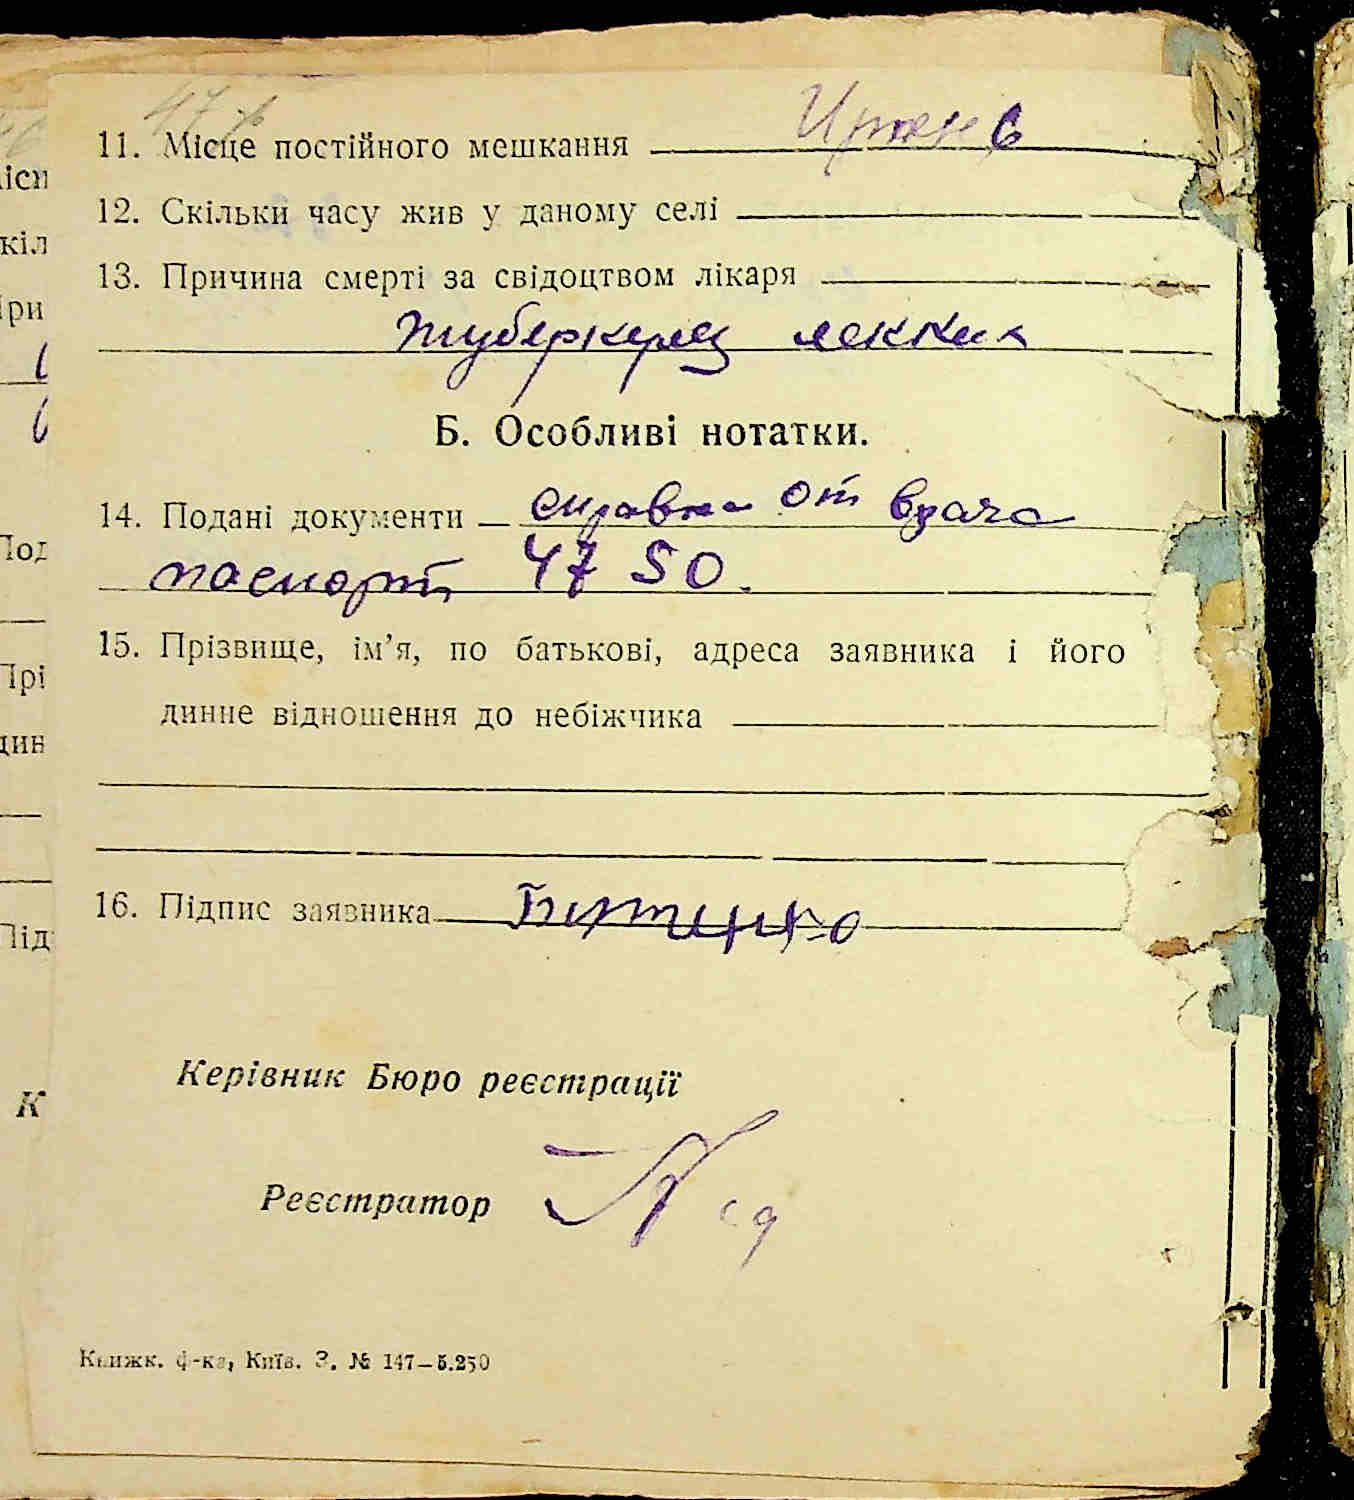 47
11. Місце постійного мешкання
12. Скільки часу жив у даному селі
13. Причина смерті за свідоцтвом лікаря
туберкулез легких
Б. Особливі нотатки.
14. Подані документи справка от врача
паспорт 47 50.
15. Прізвище, ім’я, по батькові, адреса заявника і його
динне відношення до небіжчика
16. Підпис заявника
Керівник Бюро реєстрації
Реєстратор
Книжк. ф-ка, Київ. З. № 147—5.250